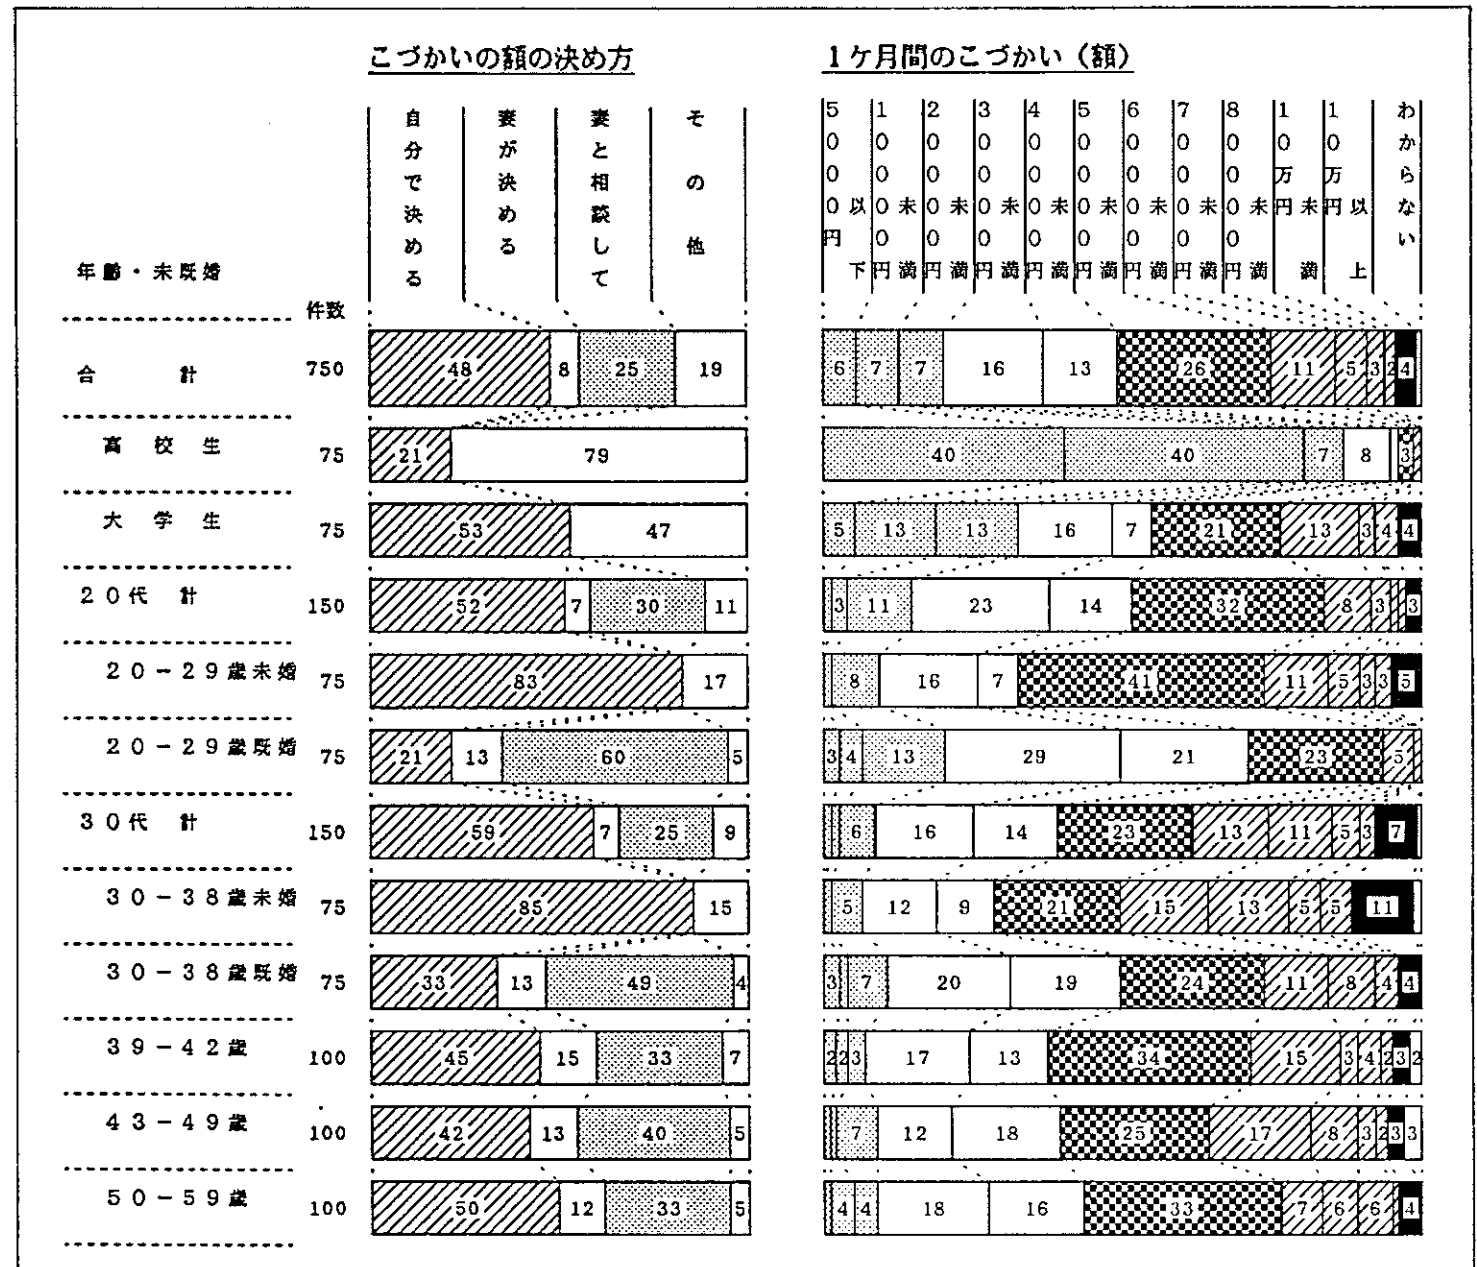 こづかいの額の決め方
1ケ月間のこづかい（額）
自分で決める
妻が決める
妻と相談して
その他
5000円以下
10000円未満
20000円未満
30000円未満
40000円未満
50000円未満
60000円未満
70000円未満
80000円未満
10万円未満
10万円以上
わからない
年齢・未既婚
件数
合計 750 48 8 25 19 6 7 7 16 13 26 11 5 3 2 4
高校生 75 21 79 40 40 7 8 3
大学生 75 53 47 5 13 13 16 7 21 13 3 4 4
20代 計 150 52 7 30 11 3 11 23 14 32 8 3 3
20-29歳未婚 75 83 17 8 16 7 41 11 5 3 3 5
20-29歳既婚 75 21 13 60 5 3 4 13 29 21 23 5
30代 計 150 59 7 25 9 6 16 14 23 13 11 5 3 7
30-38歳未婚 75 85 15 5 12 9 21 15 13 5 5 11
30-38歳既婚 75 33 13 49 4 3 7 20 19 24 11 8 4 4
39-42歳 100 45 15 33 7 2 2 3 17 13 34 15 3 4 2 3 2
43-49歳 100 42 13 40 5 7 12 18 25 17 8 3 2 3 3
50-59歳 100 50 12 33 5 4 4 18 16 33 7 6 6 4